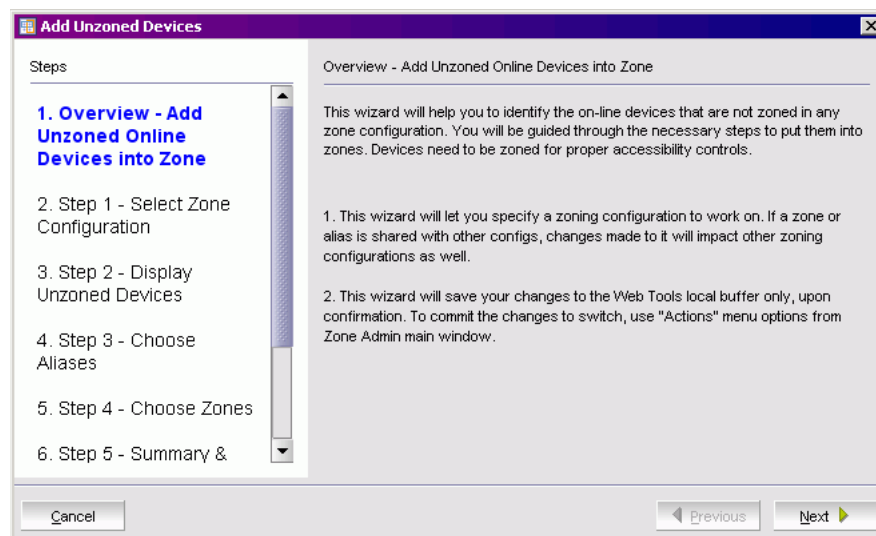 Add Unzoned Devices
Steps
1. Overview - Add
Unzoned Online
Devices into Zone
2. Step 1 - Select Zone
Configuration
3. Step 2 - Display
Unzoned Devices
4. Step 3 - Choose
Aliases
5. Step 4 - Choose Zones
6. Step 5 - Summary &
Overview - Add Unzoned Online Devices into Zone
This wizard will help you to identify the on-line devices that are not zoned in any
zone configuration. You will be guided through the necessary steps to put them into
zones. Devices need to be zoned for proper accessibility controls.
1. This wizard will let you specify a zoning configuration to work on. If a zone or
alias is shared with other configs, changes made to it will impact other zoning
configurations as well.
2. This wizard will save your changes to the Web Tools local buffer only, upon
confirmation. To commit the changes to switch, use "Actions" menu options from
Zone Admin main window.
Cancel
Previous
Next